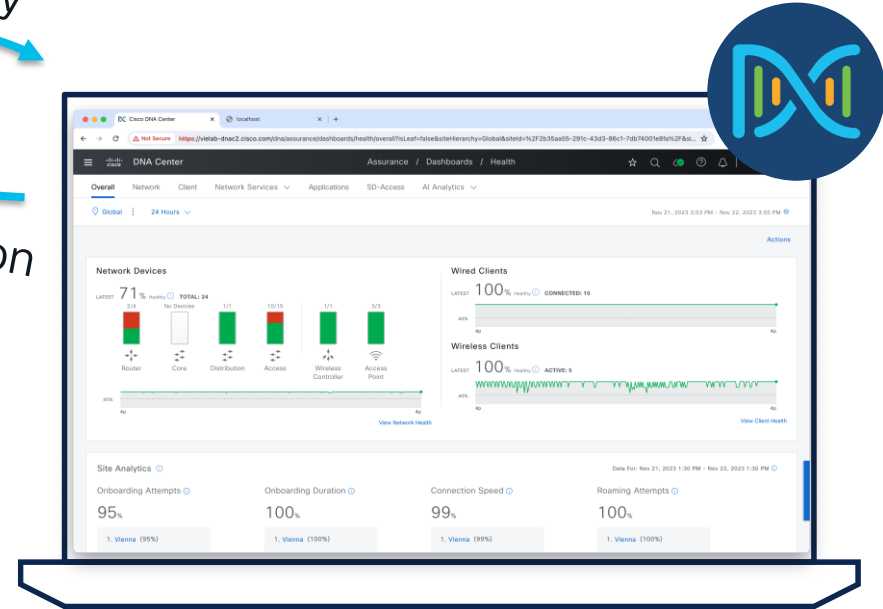 y
on
Cisco DNA Center
localhost
Not Secure https://vielab-dnac2.cisco.com/dna/assurance/dashboards/health/overall?isLeaf=false&siteHierarchy=Global&siteId=%2F2b35aa55-291c-43d3-86c1-7db74001e8fa%2F&si...
CISCO DNA Center
Assurance / Dashboards / Health
Overall Network Client Network Services Applications SD-Access AI Analytics
Global 24 Hours
Nov 21, 2023 3:53 PM - Nov 22, 2023 3:55 PM
Actions
Network Devices
LATEST 71% Healthy TOTAL: 24
2/4 No Devices 1/1 10/15 1/1 3/3
Router Core Distribution Access Wireless Controller Access Point
40%
4p 4p
View Network Health
Wired Clients
LATEST 100% Healthy CONNECTED: 10
40%
4p 4p
Wireless Clients
LATEST 100% Healthy ACTIVE: 5
40%
4p 4p
View Client Health
Site Analytics
Data For: Nov 21, 2023 1:30 PM - Nov 22, 2023 1:30 PM
Onboarding Attempts Onboarding Duration Connection Speed Roaming Attempts
95% 100% 99% 100%
1. Vienna (95%) 1. Vienna (100%) 1. Vienna (99%) 1. Vienna (100%)